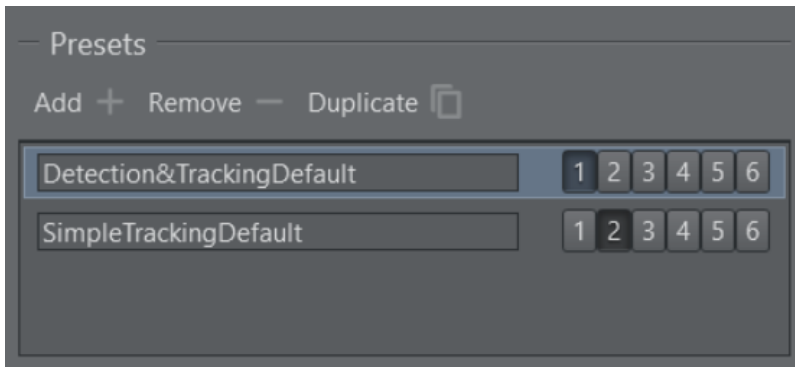 Presets
Add + Remove − Duplicate
Detection&TrackingDefault 1 2 3 4 5 6
SimpleTrackingDefault 1 2 3 4 5 6